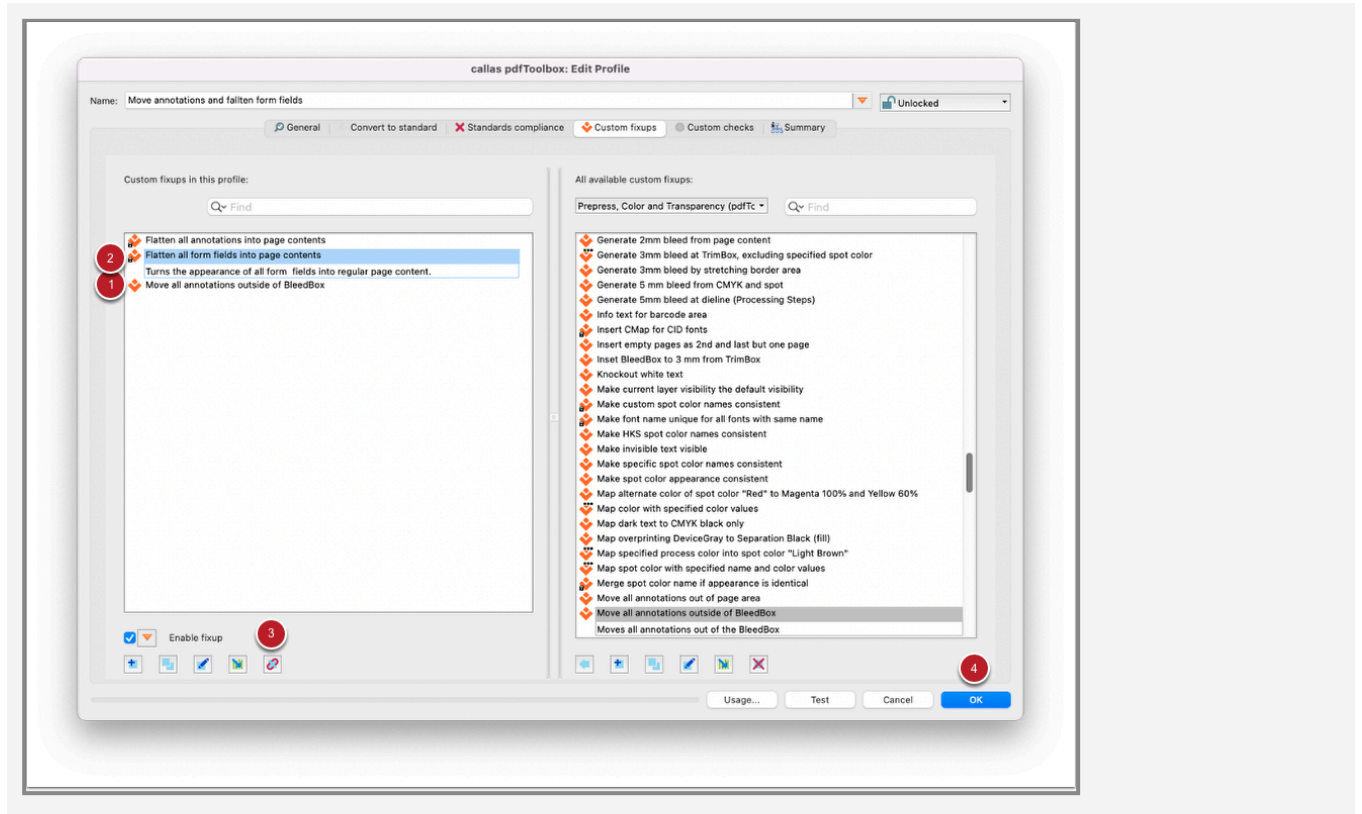 callas pdfToolbox: Edit Profile
Name: Move annotations and fallten form fields
Unlocked
General Convert to standard Standards compliance Custom fixups Custom checks Summary
Custom fixups in this profile:
Find
Flatten all annotations into page contents
2 Flatten all form fields into page contents
Turns the appearance of all form fields into regular page content.
1 Move all annotations outside of BleedBox
Enable fixup
3
All available custom fixups:
Prepress, Color and Transparency (pdfTc Find
Generate 2mm bleed from page content
Generate 3mm bleed at TrimBox, excluding specified spot color
Generate 3mm bleed by stretching border area
Generate 5 mm bleed from CMYK and spot
Generate 5mm bleed at dieline (Processing Steps)
Info text for barcode area
Insert CMap for CID fonts
Insert empty pages as 2nd and last but one page
Inset BleedBox to 3 mm from TrimBox
Knockout white text
Make current layer visibility the default visibility
Make custom spot color names consistent
Make font name unique for all fonts with same name
Make HKS spot color names consistent
Make invisible text visible
Make specific spot color names consistent
Make spot color appearance consistent
Map alternate color of spot color "Red" to Magenta 100% and Yellow 60%
Map color with specified color values
Map dark text to CMYK black only
Map overprinting DeviceGray to Separation Black (fill)
Map specified process color into spot color "Light Brown"
Map spot color with specified name and color values
Merge spot color name if appearance is identical
Move all annotations out of page area
Move all annotations outside of BleedBox
Moves all annotations out of the BleedBox
4
Usage... Test Cancel OK